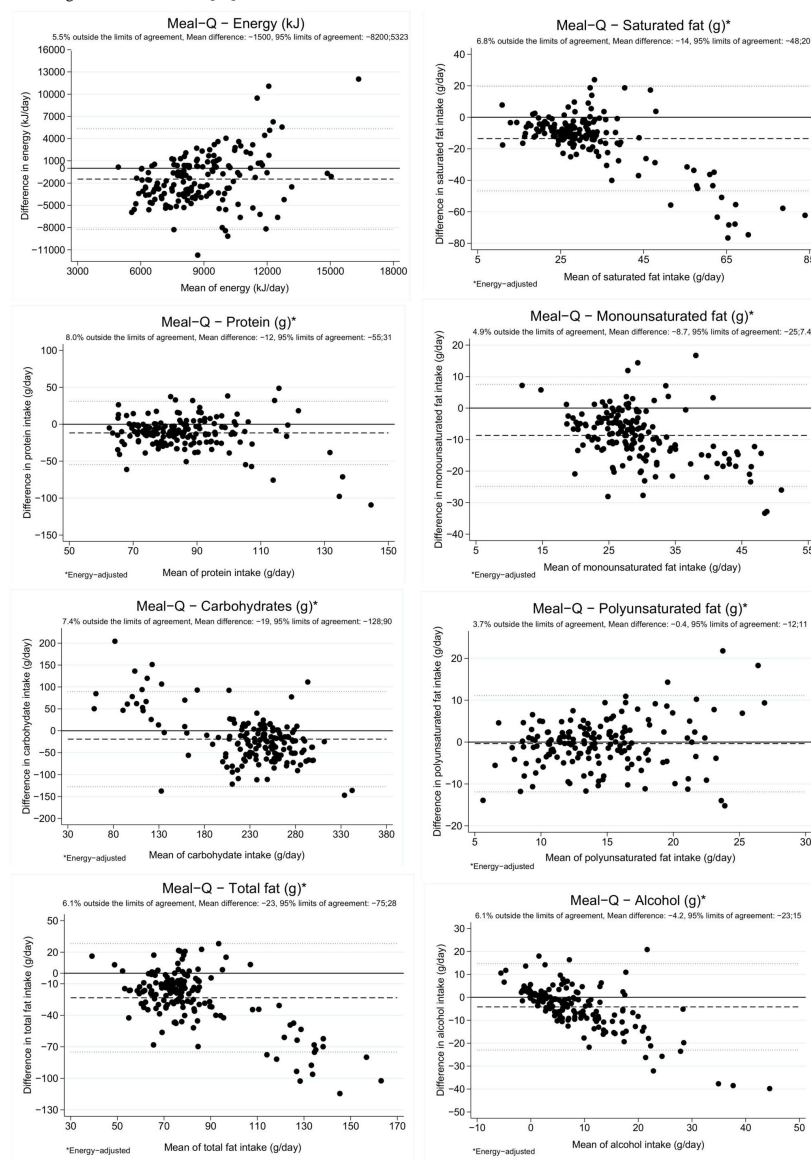 Meal-Q – Energy (kJ)
5.5% outside the limits of agreement, Mean difference: −1500, 95% limits of agreement: −8200;5323
Difference in energy (kJ/day)
16000
13000
10000
7000
4000
1000
0
−2000
−5000
−8000
−11000
3000 6000 9000 12000 15000 18000
Mean of energy (kJ/day)
Meal-Q – Saturated fat (g)*
6.8% outside the limits of agreement, Mean difference: −14, 95% limits of agreement: −48;20
Difference in saturated fat intake (g/day)
40
20
0
−20
−40
−60
−80
5 25 45 65 85
Mean of saturated fat intake (g/day)
*Energy-adjusted
Meal-Q – Protein (g)*
8.0% outside the limits of agreement, Mean difference: −12, 95% limits of agreement: −55;31
Difference in protein intake (g/day)
100
50
0
−50
−100
−150
50 70 90 110 130 150
*Energy-adjusted Mean of protein intake (g/day)
Meal-Q – Monounsaturated fat (g)*
4.9% outside the limits of agreement, Mean difference: −8.7, 95% limits of agreement: −25;7.4
Difference in monounsaturated fat intake (g/day)
20
10
0
−10
−20
−30
−40
5 15 25 35 45 55
*Energy-adjusted Mean of monounsaturated fat intake (g/day)
Meal-Q – Carbohydrates (g)*
7.4% outside the limits of agreement, Mean difference: −19, 95% limits of agreement: −128;90
Difference in carbohydrate intake (g/day)
200
150
100
50
0
−50
−100
−150
−200
30 80 130 180 230 280 330 380
*Energy-adjusted Mean of carbohydate intake (g/day)
Meal-Q – Polyunsaturated fat (g)*
3.7% outside the limits of agreement, Mean difference: −0.4, 95% limits of agreement: −12;11
Difference in polyunsaturated fat intake (g/day)
20
10
0
−10
−20
5 10 15 20 25 30
Mean of polyunsaturated fat intake (g/day)
*Energy-adjusted
Meal-Q – Total fat (g)*
6.1% outside the limits of agreement, Mean difference: −23, 95% limits of agreement: −75;28
Difference in total fat intake (g/day)
50
20
0
−10
−40
−70
−100
−130
30 50 70 90 110 130 150 170
*Energy-adjusted Mean of total fat intake (g/day)
Meal-Q – Alcohol (g)*
6.1% outside the limits of agreement, Mean difference: −4.2, 95% limits of agreement: −23;15
Difference in alcohol intake (g/day)
30
20
10
0
−10
−20
−30
−40
−50
−10 0 10 20 30 40 50
*Energy-adjusted Mean of alcohol intake (g/day)